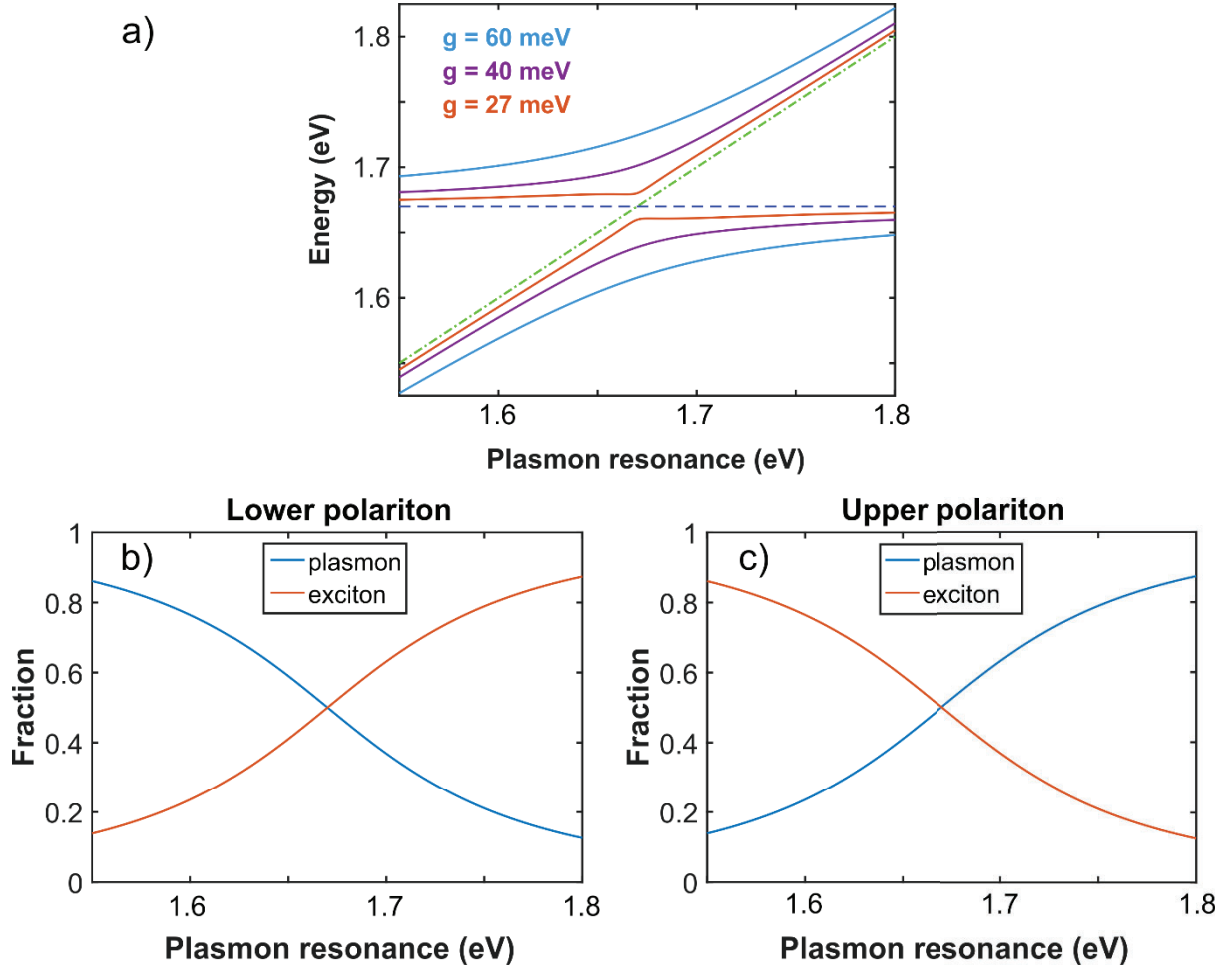 a)
g = 60 meV
g = 40 meV
g = 27 meV
1.8
1.7
1.6
Energy (eV)
1.6
1.7
1.8
Plasmon resonance (eV)
Lower polariton
b)
plasmon
exciton
1
0.8
0.6
0.4
0.2
0
Fraction
1.6
1.7
1.8
Plasmon resonance (eV)
Upper polariton
c)
plasmon
exciton
1
0.8
0.6
0.4
0.2
0
Fraction
1.6
1.7
1.8
Plasmon resonance (eV)